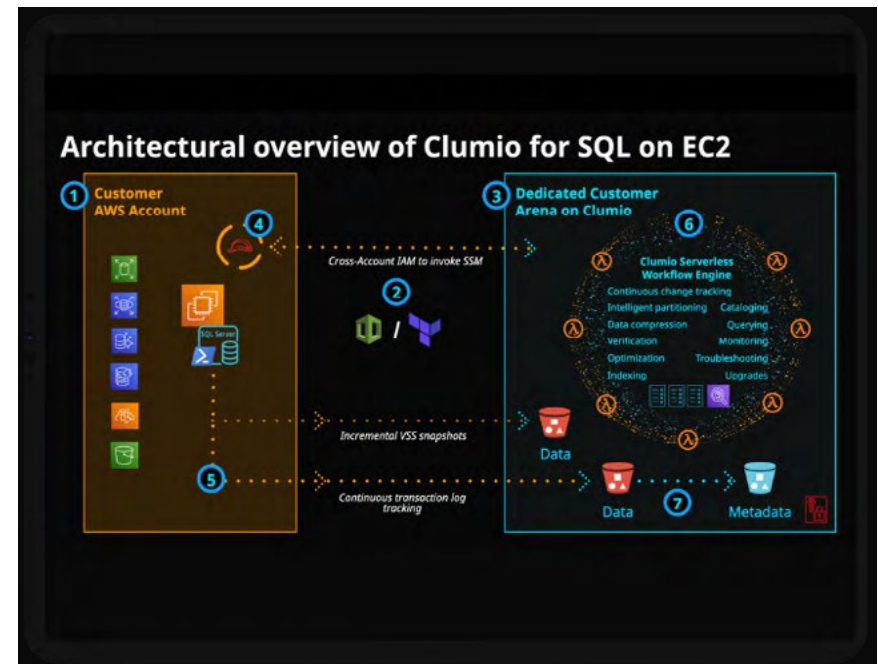 Architectural overview of Clumio for SQL on EC2
1
Customer
AWS Account
4
Cross-Account IAM to invoke SSM
2
/
SQL Server
Incremental VSS snapshots
5
Continuous transaction log
tracking
3
Dedicated Customer
Arena on Clumio
6
Clumio Serverless
Workflow Engine
Continuous change tracking
Intelligent partitioning Cataloging
Data compression Querying
Verification Monitoring
Optimization Troubleshooting
Indexing Upgrades
λ
λ
λ
λ
λ
λ
λ
Data
Data
7
Metadata